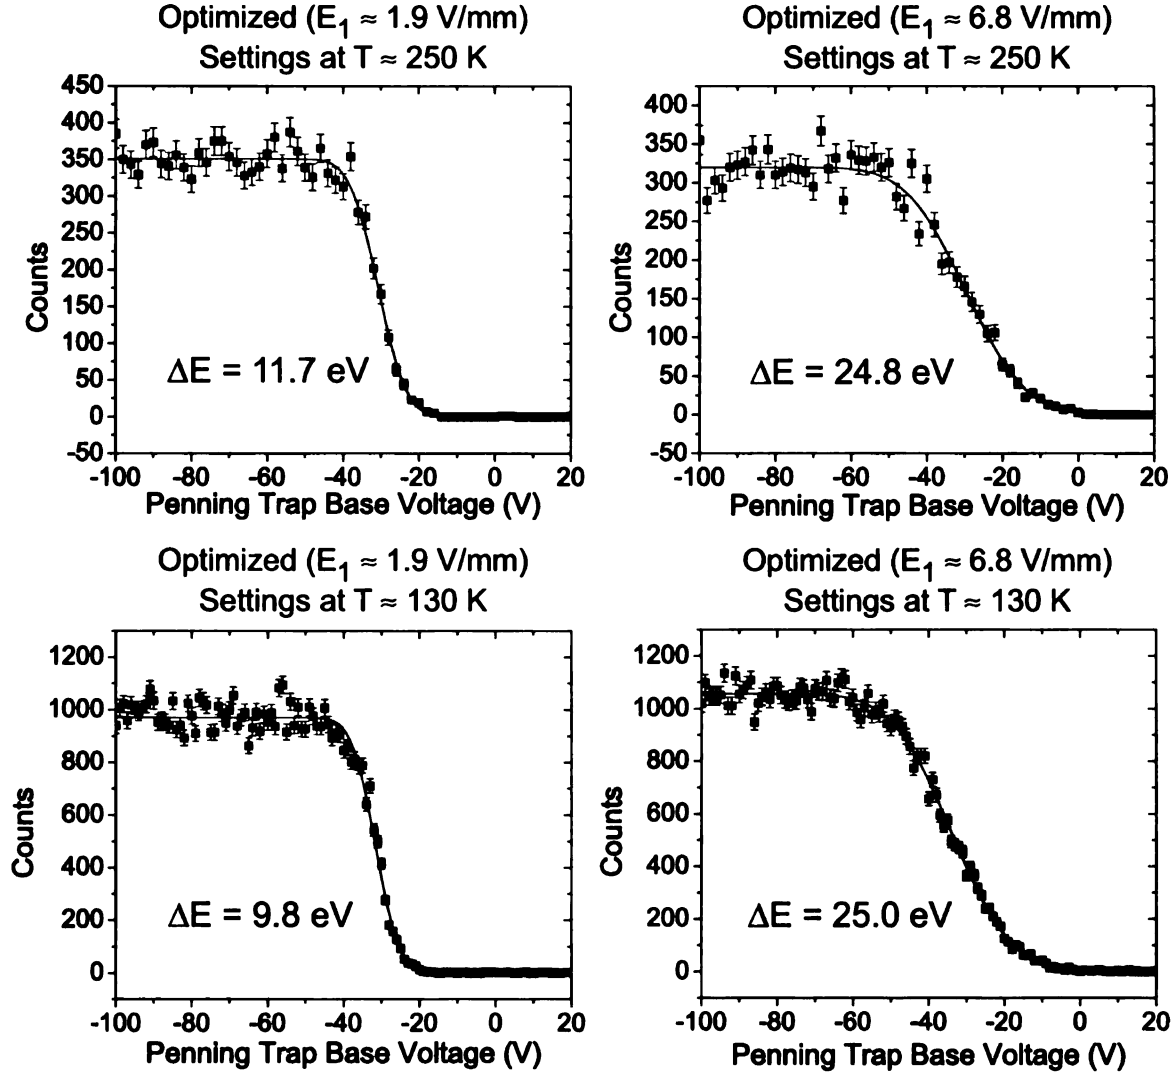 Optimized (E1 ≈ 1.9 V/mm)
Settings at T ≈ 250 K
450
400
350
300
250
200
150
100
50
0
-50
Counts
ΔE = 11.7 eV
-100 -80 -60 -40 -20 0 20
Penning Trap Base Voltage (V)
Optimized (E1 ≈ 6.8 V/mm)
Settings at T ≈ 250 K
400
350
300
250
200
150
100
50
0
-50
Counts
ΔE = 24.8 eV
-100 -80 -60 -40 -20 0 20
Penning Trap Base Voltage (V)
Optimized (E1 ≈ 1.9 V/mm)
Settings at T ≈ 130 K
1200
1000
800
600
400
200
0
Counts
ΔE = 9.8 eV
-100 -80 -60 -40 -20 0 20
Penning Trap Base Voltage (V)
Optimized (E1 ≈ 6.8 V/mm)
Settings at T ≈ 130 K
1200
1000
800
600
400
200
0
Counts
ΔE = 25.0 eV
-100 -80 -60 -40 -20 0 20
Penning Trap Base Voltage (V)